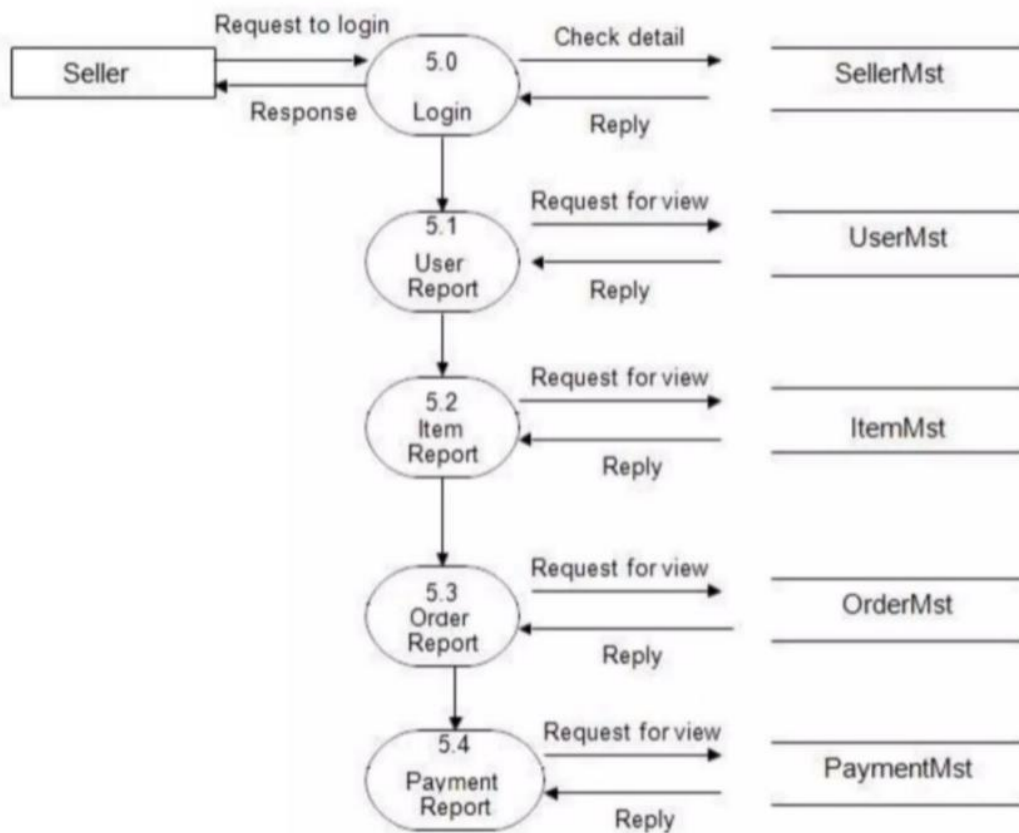 Request to login
Check detail
Seller
5.0
Login
SellerMst
Response
Reply
Request for view
5.1
User
Report
UserMst
Reply
Request for view
5.2
Item
Report
ItemMst
Reply
Request for view
5.3
Order
Report
OrderMst
Reply
Request for view
5.4
Payment
Report
PaymentMst
Reply